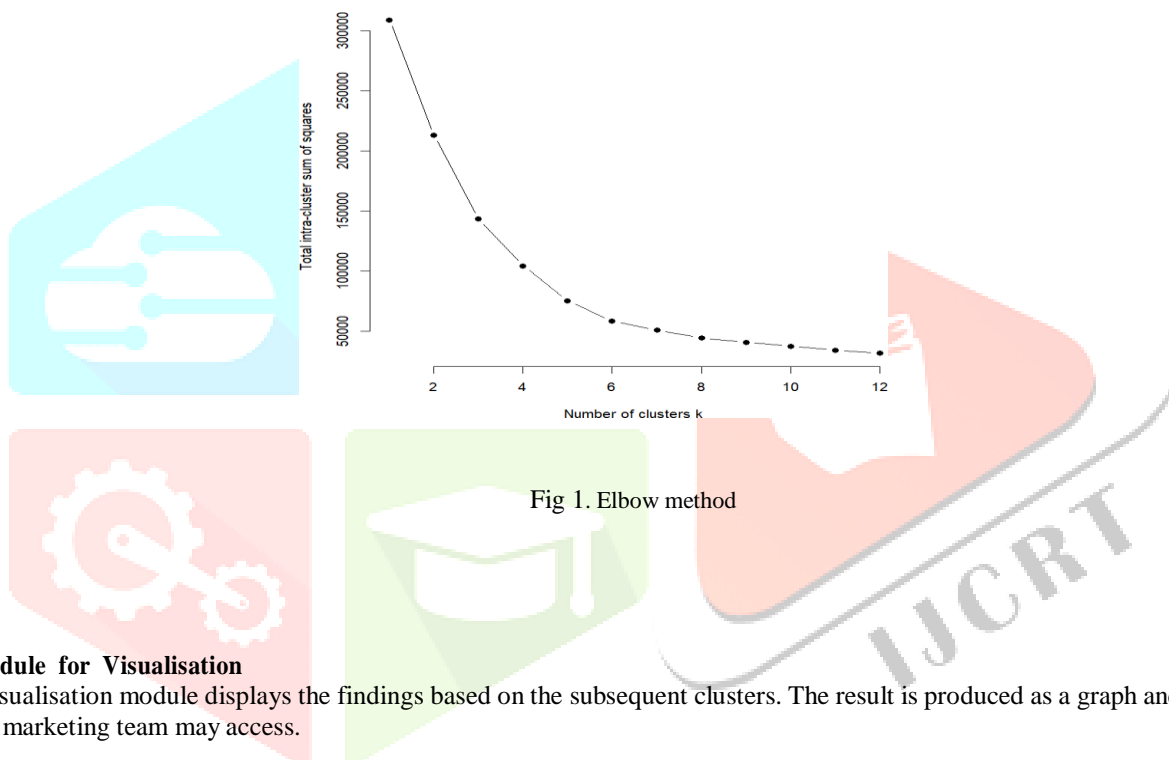 300000
250000
200000
150000
100000
50000
Total intra-cluster sum of squares
2 4 6 8 10 12
Number of clusters k
Fig 1. Elbow method
IJCRT
dule for Visualisation
sualisation module displays the findings based on the subsequent clusters. The result is produced as a graph and
marketing team may access.